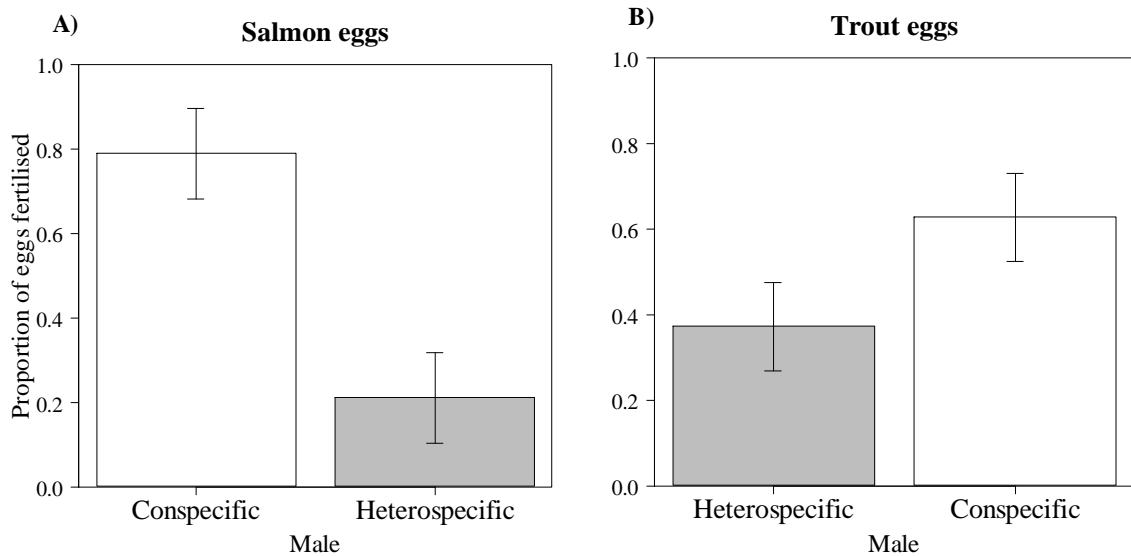 A)
Salmon eggs
Proportion of eggs fertilised
1.0
0.8
0.6
0.4
0.2
0.0
Conspecific Heterospecific
Male
B)
Trout eggs
1.0
0.8
0.6
0.4
0.2
0.0
Heterospecific Conspecific
Male